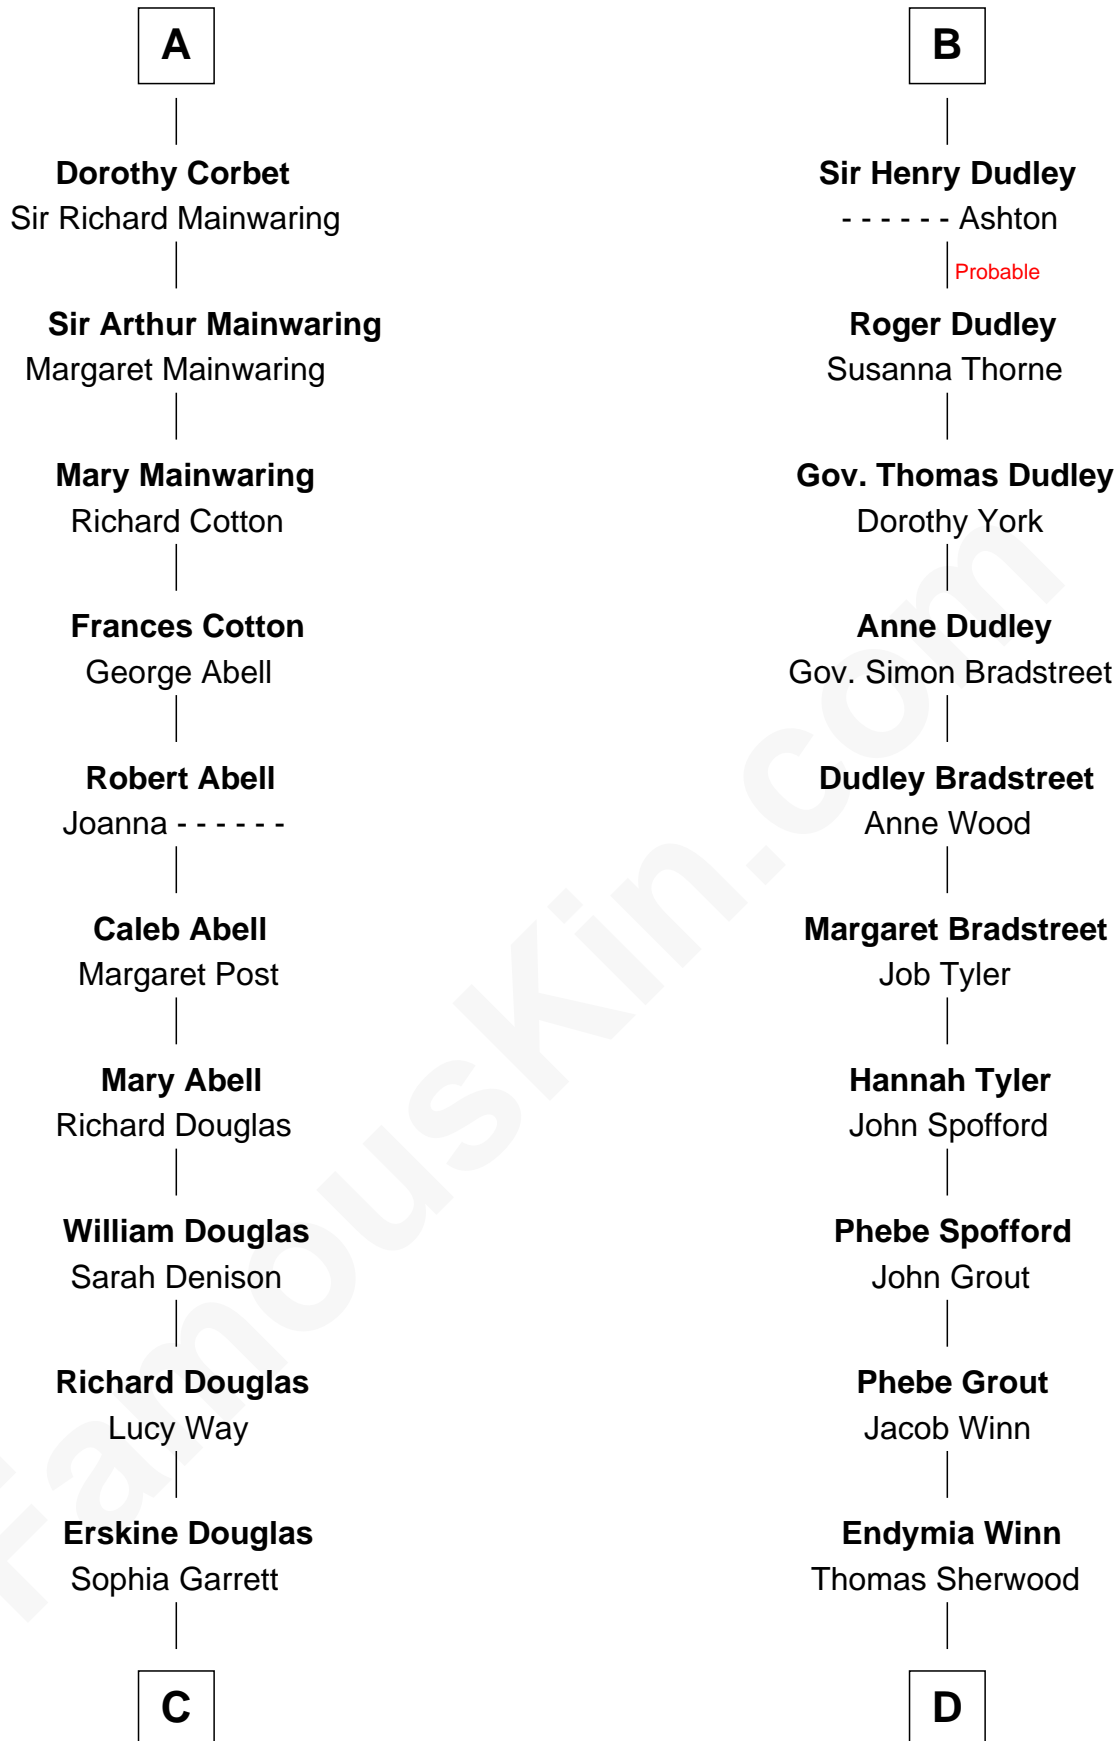 A
Dorothy Corbet
Sir Richard Mainwaring
Sir Arthur Mainwaring
Margaret Mainwaring
Mary Mainwaring
Richard Cotton
Frances Cotton
George Abell
Robert Abell
Joanna - - - - - -
Caleb Abell
Margaret Post
Mary Abell
Richard Douglas
William Douglas
Sarah Denison
Richard Douglas
Lucy Way
Erskine Douglas
Sophia Garrett
C
B
Sir Henry Dudley
- - - - - - Ashton
Probable
Roger Dudley
Susanna Thorne
Gov. Thomas Dudley
Dorothy York
Anne Dudley
Gov. Simon Bradstreet
Dudley Bradstreet
Anne Wood
Margaret Bradstreet
Job Tyler
Hannah Tyler
John Spofford
Phebe Spofford
John Grout
Phebe Grout
Jacob Winn
Endymia Winn
Thomas Sherwood
D
FamousKin.com